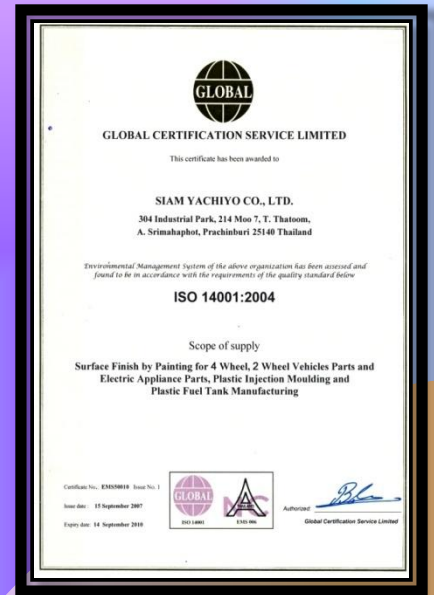 GLOBAL
GLOBAL CERTIFICATION SERVICE LIMITED
This certificate has been awarded to
SIAM YACHIYO CO., LTD.
304 Industrial Park, 214 Moo 7, T. Thatoom,
A. Srimahaphot, Prachinburi 25140 Thailand
Environmental Management System of the above organization has been assessed and
found to be in accordance with the requirements of the quality standard below
ISO 14001:2004
Scope of supply
Surface Finish by Painting for 4 Wheel, 2 Wheel Vehicles Parts and
Electric Appliance Parts, Plastic Injection Moulding and
Plastic Fuel Tank Manufacturing
Certificate No. EMS50010 Issue No. 1
Issue date: 15 September 2007
Expiry date: 14 September 2010
GLOBAL
ISO 14001
EMS 006
Authorized
Global Certification Service Limited